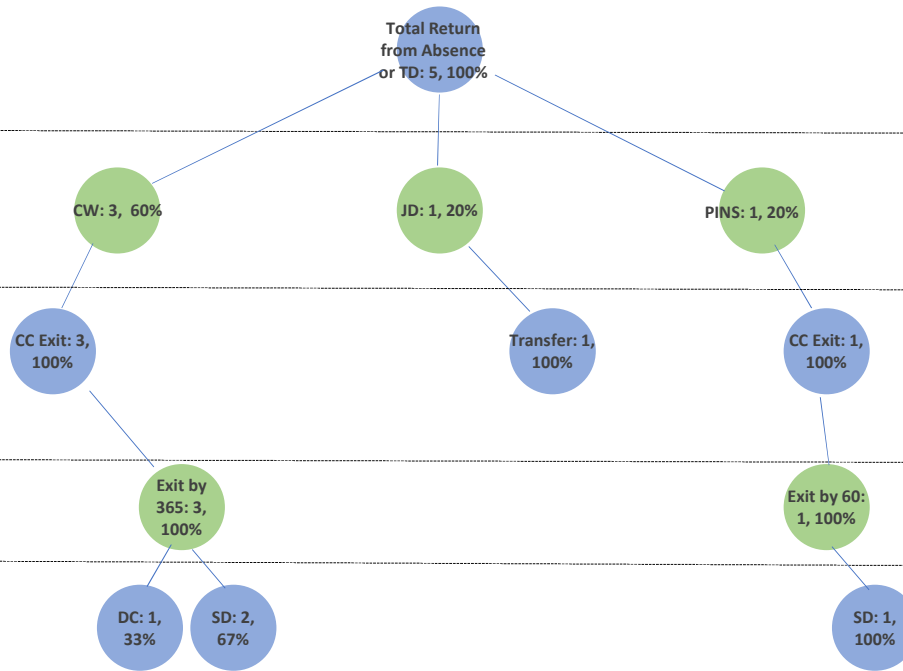 Total Return
from Absence
or TD: 5, 100%
CW: 3, 60%
JD: 1, 20%
PINS: 1, 20%
CC Exit: 3,
100%
Transfer: 1,
100%
CC Exit: 1,
100%
Exit by
365: 3,
100%
Exit by 60:
1, 100%
DC: 1,
33%
SD: 2,
67%
SD: 1,
100%